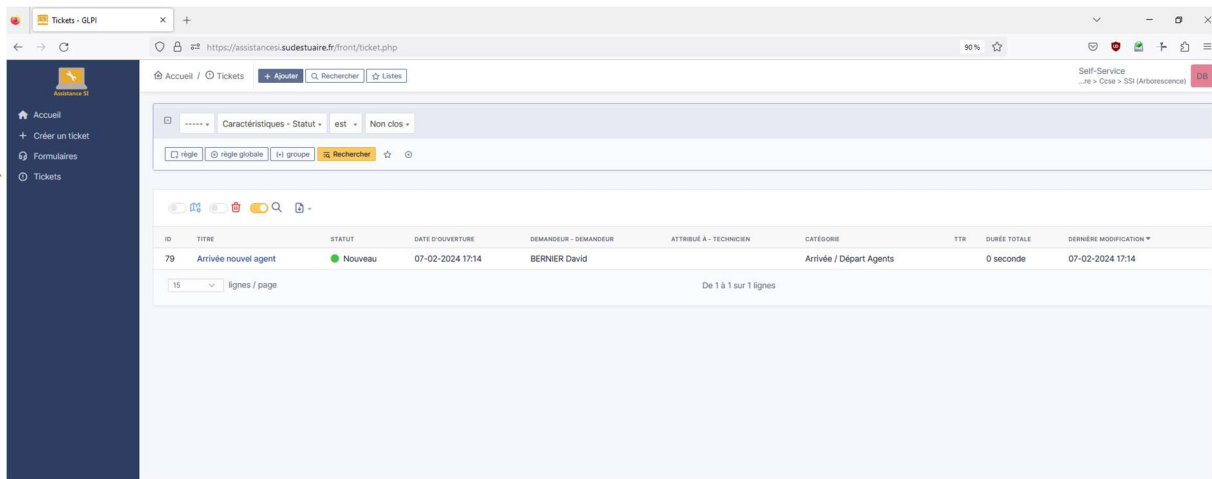 Tickets - GLPI
https://assistancesi.sudestuaire.fr/front/ticket.php
90%
Assistance SI
Accueil
Créer un ticket
Formulaires
Tickets
Accueil / Tickets + Ajouter Rechercher Listes
Self-Service
...re > Ccse > SSI (Arborescence)
DB
----- Caractéristiques - Statut est Non clos
règle règle globale (+) groupe Rechercher
ID TITRE STATUT DATE D'OUVERTURE DEMANDEUR - DEMANDEUR ATTRIBUÉ À - TECHNICIEN CATÉGORIE TTR DURÉE TOTALE DERNIÈRE MODIFICATION
79 Arrivée nouvel agent Nouveau 07-02-2024 17:14 BERNIER David Arrivée / Départ Agents 0 seconde 07-02-2024 17:14
15 lignes / page De 1 à 1 sur 1 lignes